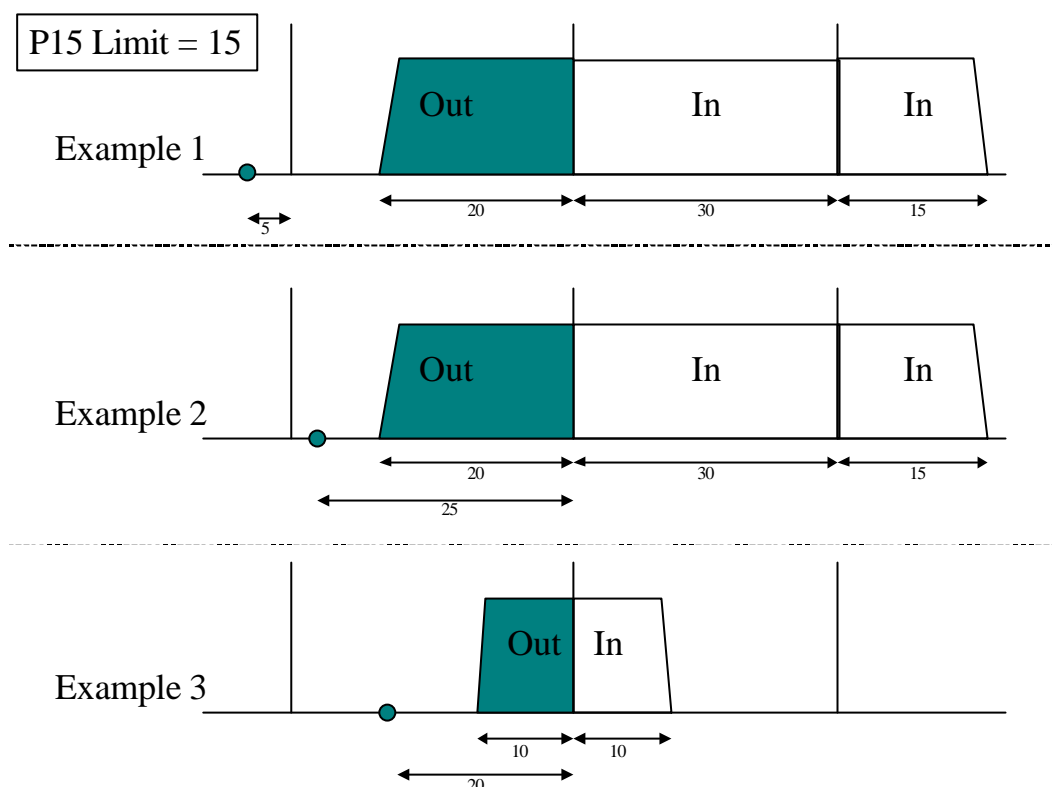 P15 Limit = 15
Out In In
Example 1
20 30 15
5
Out In In
Example 2
20 30 15
25
Out In
Example 3
10 10
20